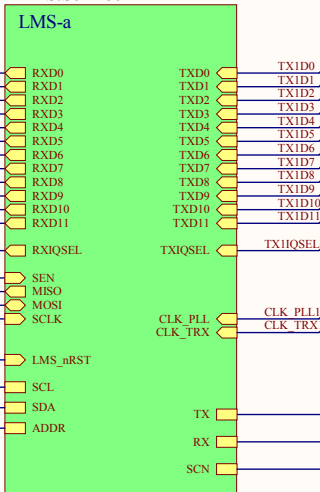 LMS-a
RXD0 TXD0 TX1D0
RXD1 TXD1 TX1D1
RXD2 TXD2 TX1D2
RXD3 TXD3 TX1D3
RXD4 TXD4 TX1D4
RXD5 TXD5 TX1D5
RXD6 TXD6 TX1D6
RXD7 TXD7 TX1D7
RXD8 TXD8 TX1D8
RXD9 TXD9 TX1D9
RXD10 TXD10 TX1D10
RXD11 TXD11 TX1D11
RXIQSEL TXIQSEL TX1IQSEL
SEN
MISO
MOSI
SCLK CLK_PLL CLK_PLL1
CLK_TRX CLK_TRX1
LMS_nRST
SCL
SDA
ADDR
TX
RX
SCN